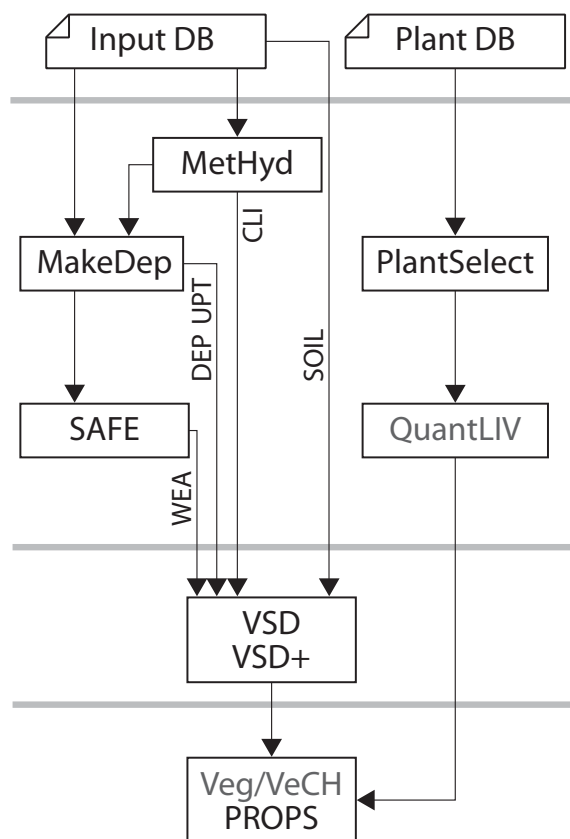 Input DB
Plant DB
MetHyd
CLI
MakeDep
PlantSelect
DEP UPT
SOIL
SAFE
QuantLIV
WEA
VSD
VSD+
Veg/VeCH
PROPS